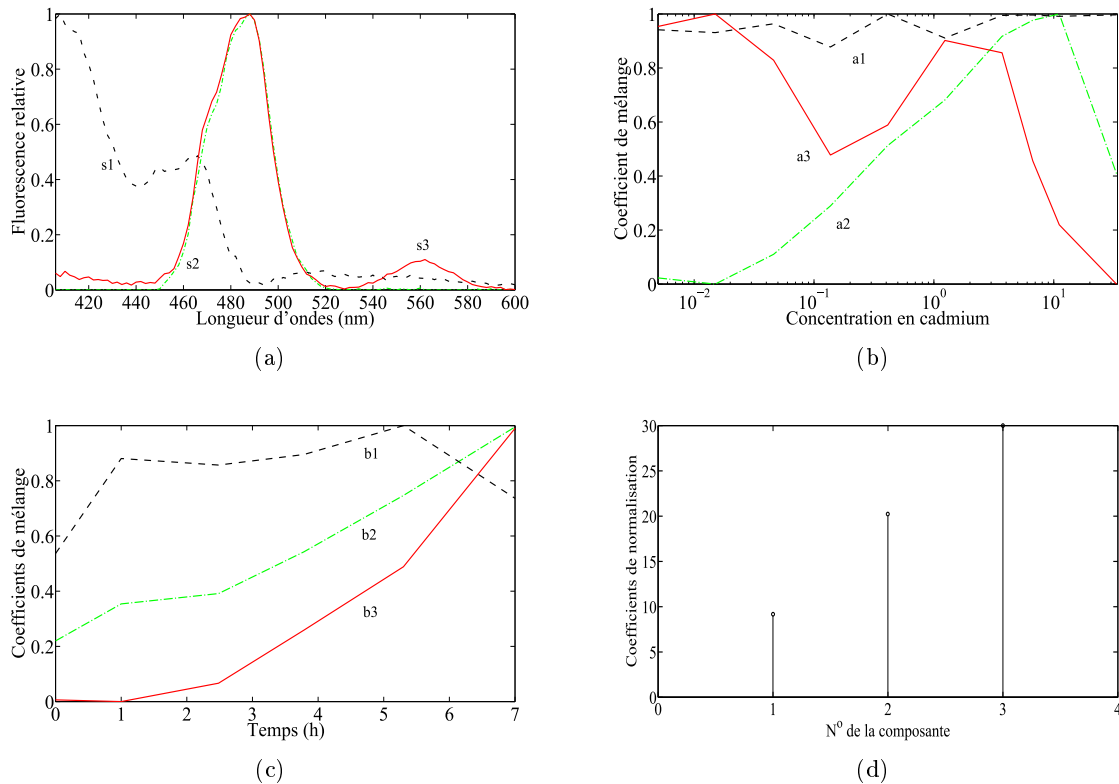 1
0.8
0.6
0.4
0.2
0
Fluorescence relative
s1
s2
s3
420 440 460 480 500 520 540 560 580 600
Longueur d'ondes (nm)
(a)
1
0.8
0.6
0.4
0.2
0
Coefficient de mélange
a1
a3
a2
10⁻² 10⁻¹ 10⁰ 10¹
Concentration en cadmium
(b)
1
0.8
0.6
0.4
0.2
0
Coefficients de mélange
b1
b2
b3
0 1 2 3 4 5 6 7
Temps (h)
(c)
30
25
20
15
10
5
0
Coefficients de normalisation
0 1 2 3 4
N° de la composante
(d)